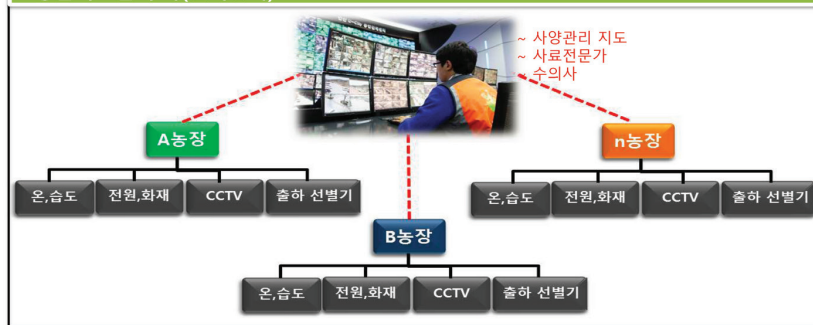 ~ 사양관리 지도
~ 사료전문가
~ 수의사
A농장
n농장
온,습도 전원,화재 CCTV 출하 선별기
온,습도 전원,화재 CCTV 출하 선별기
B농장
온,습도 전원,화재 CCTV 출하 선별기